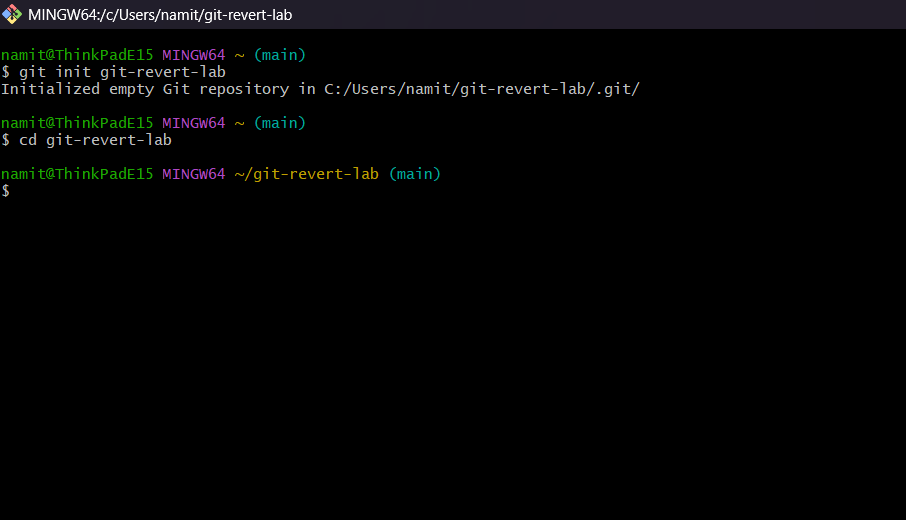 MINGW64:/c/Users/namit/git-revert-lab
namit@ThinkPadE15 MINGW64 ~ (main)
$ git init git-revert-lab
Initialized empty Git repository in C:/Users/namit/git-revert-lab/.git/
namit@ThinkPadE15 MINGW64 ~ (main)
$ cd git-revert-lab
namit@ThinkPadE15 MINGW64 ~/git-revert-lab (main)
$